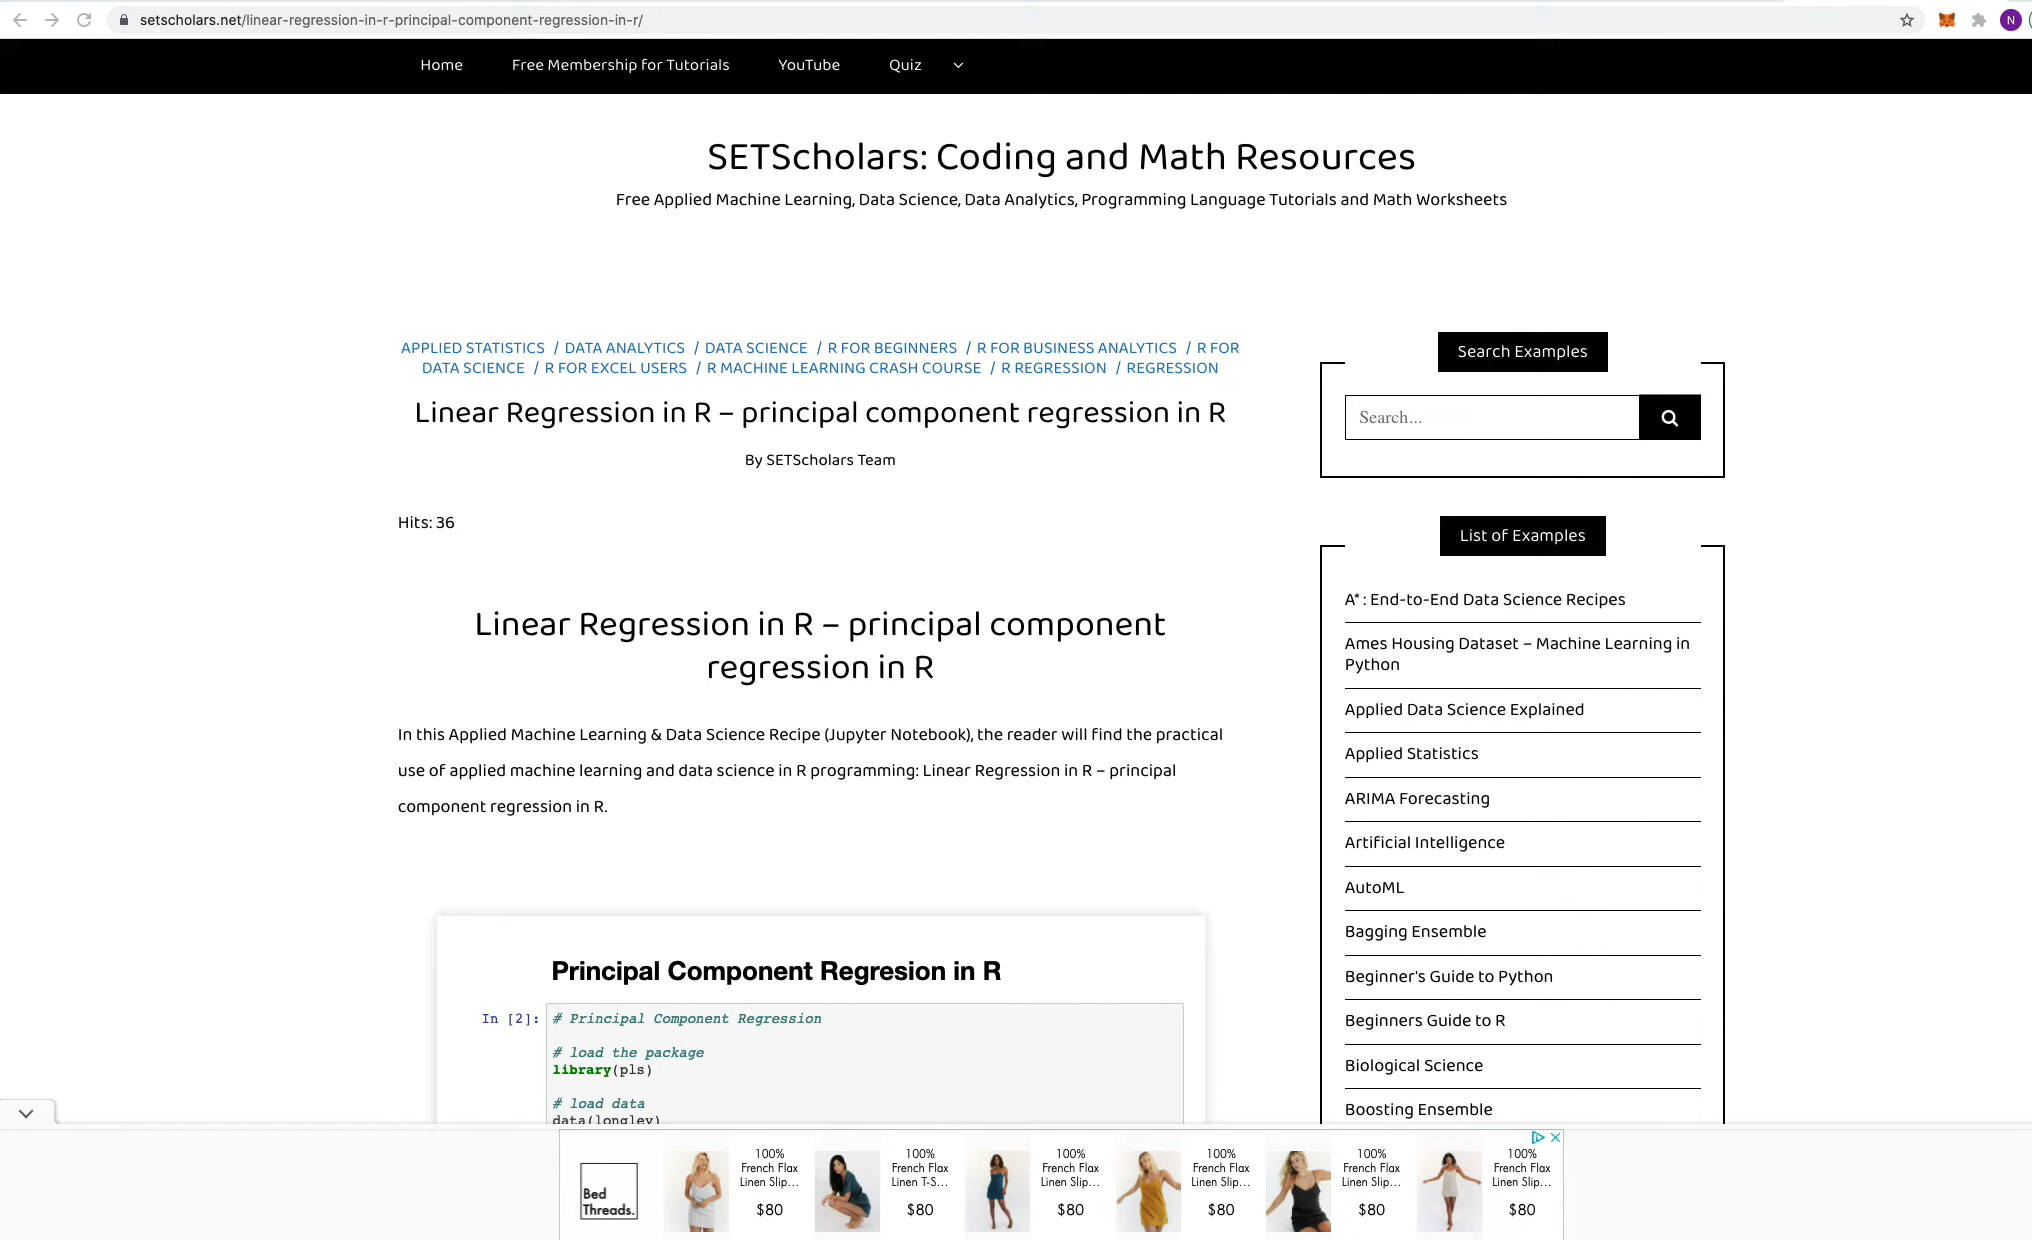 setscholars.net/linear-regression-in-r-principal-component-regression-in-r/
N
Home
Free Membership for Tutorials
YouTube
Quiz
SETScholars: Coding and Math Resources
Free Applied Machine Learning, Data Science, Data Analytics, Programming Language Tutorials and Math Worksheets
APPLIED STATISTICS / DATA ANALYTICS / DATA SCIENCE / R FOR BEGINNERS / R FOR BUSINESS ANALYTICS / R FOR
DATA SCIENCE / R FOR EXCEL USERS / R MACHINE LEARNING CRASH COURSE / R REGRESSION / REGRESSION
Linear Regression in R – principal component regression in R
By SETScholars Team
Hits: 36
Linear Regression in R – principal component
regression in R
In this Applied Machine Learning & Data Science Recipe (Jupyter Notebook), the reader will find the practical
use of applied machine learning and data science in R programming: Linear Regression in R – principal
component regression in R.
Principal Component Regresion in R
In [2]:
# Principal Component Regression
# load the package
library(pls)
# load data
data(longley)
Search Examples
Search...
List of Examples
A* : End-to-End Data Science Recipes
Ames Housing Dataset – Machine Learning in
Python
Applied Data Science Explained
Applied Statistics
ARIMA Forecasting
Artificial Intelligence
AutoML
Bagging Ensemble
Beginner's Guide to Python
Beginners Guide to R
Biological Science
Boosting Ensemble
Bed
Threads.
100%
French Flax
Linen Slip...
$80
100%
French Flax
Linen T-S...
$80
100%
French Flax
Linen Slip...
$80
100%
French Flax
Linen Slip...
$80
100%
French Flax
Linen Slip...
$80
100%
French Flax
Linen Slip...
$80